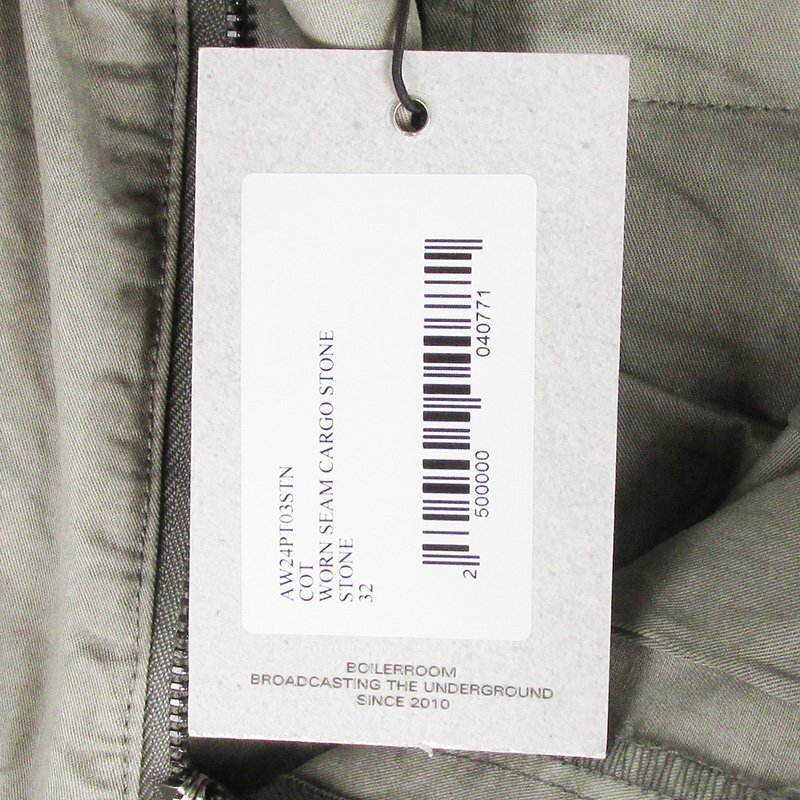 AW24PT03STN
COT
WORN SEAM CARGO STONE
STONE
32
2 500000 040771
BOILERROOM
BROADCASTING THE UNDERGROUND
SINCE 2010